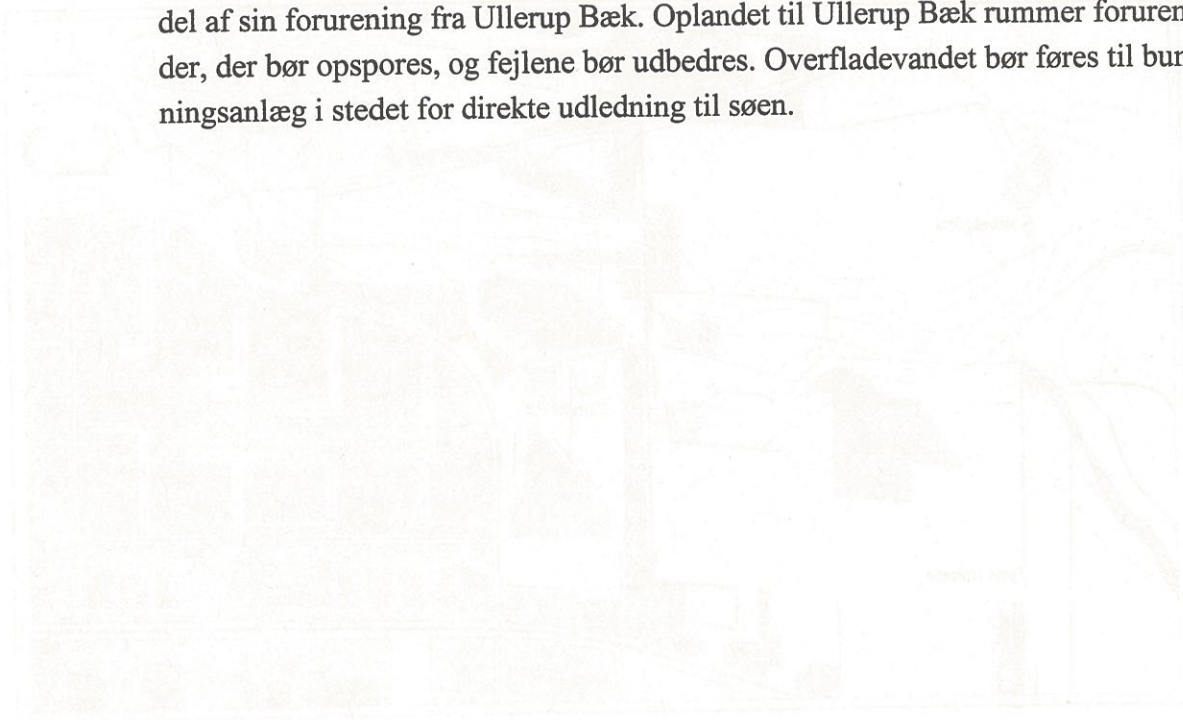 del af sin forurening fra Ullerup Bæk. Oplandet til Ullerup Bæk rummer foruren
der, der bør opspores, og fejlene bør udbedres. Overfladevandet bør føres til bun
ningsanlæg i stedet for direkte udledning til søen.